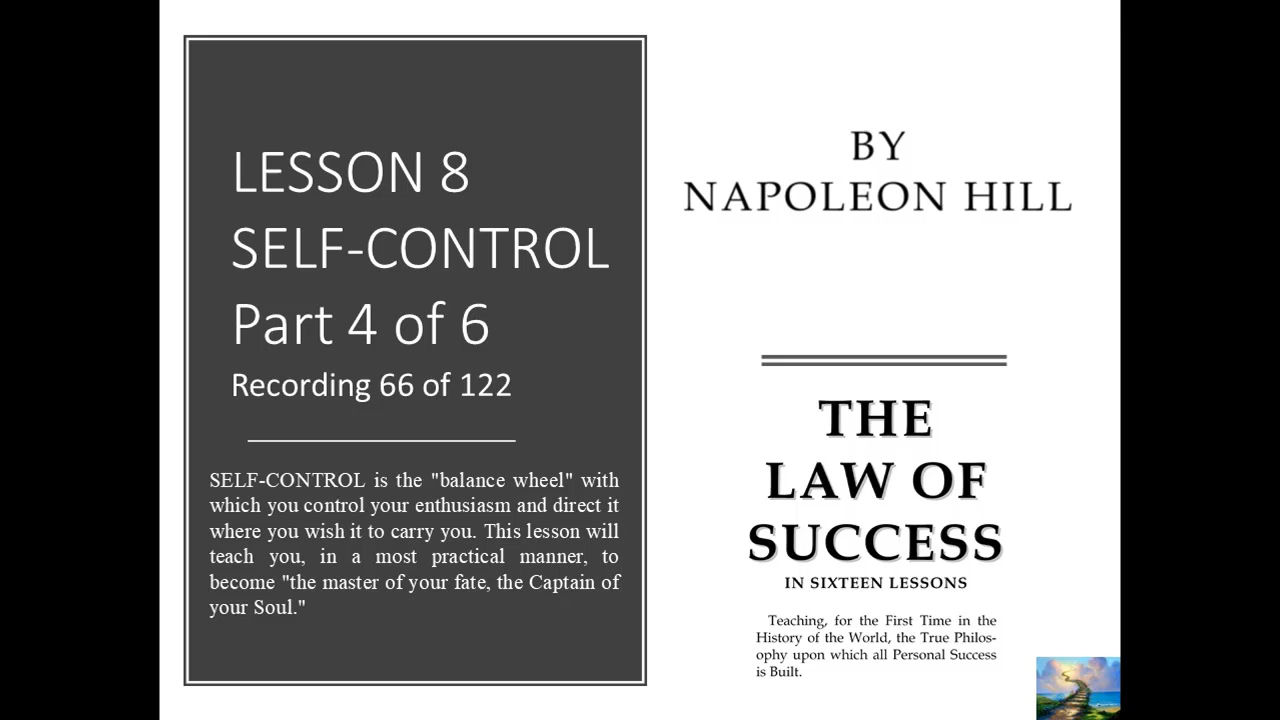 LESSON 8
SELF-CONTROL
Part 4 of 6
Recording 66 of 122
SELF-CONTROL is the "balance wheel" with
which you control your enthusiasm and direct it
where you wish it to carry you. This lesson will
teach you, in a most practical manner, to
become "the master of your fate, the Captain of
your Soul."
BY
NAPOLEON HILL
THE
LAW OF
SUCCESS
IN SIXTEEN LESSONS
Teaching, for the First Time in the
History of the World, the True Philos-
ophy upon which all Personal Success
is Built.